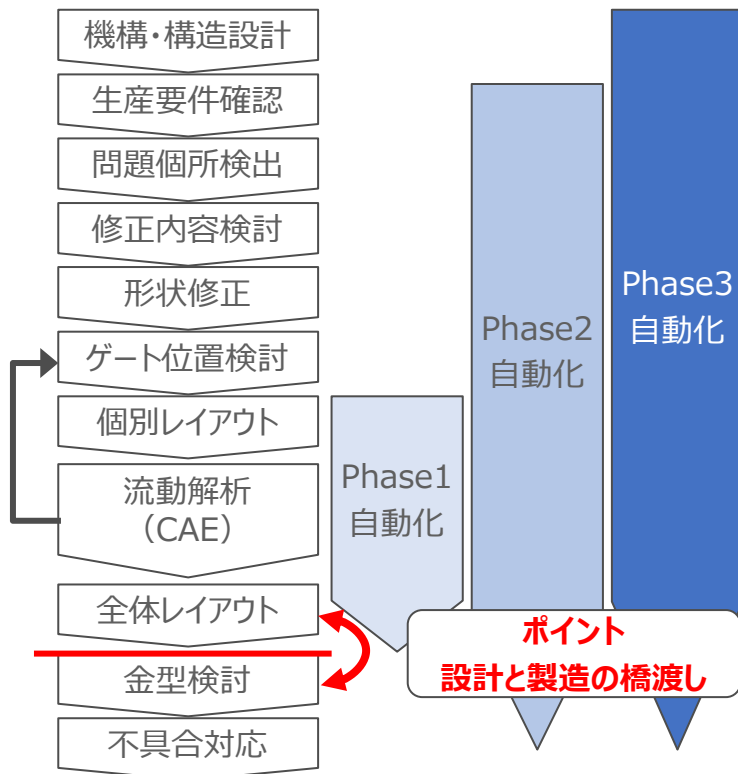 機構・構造設計
生産要件確認
問題個所検出
修正内容検討
形状修正
ゲート位置検討
個別レイアウト
流動解析
（CAE）
全体レイアウト
金型検討
不具合対応
Phase1
自動化
Phase2
自動化
Phase3
自動化
ポイント
設計と製造の橋渡し